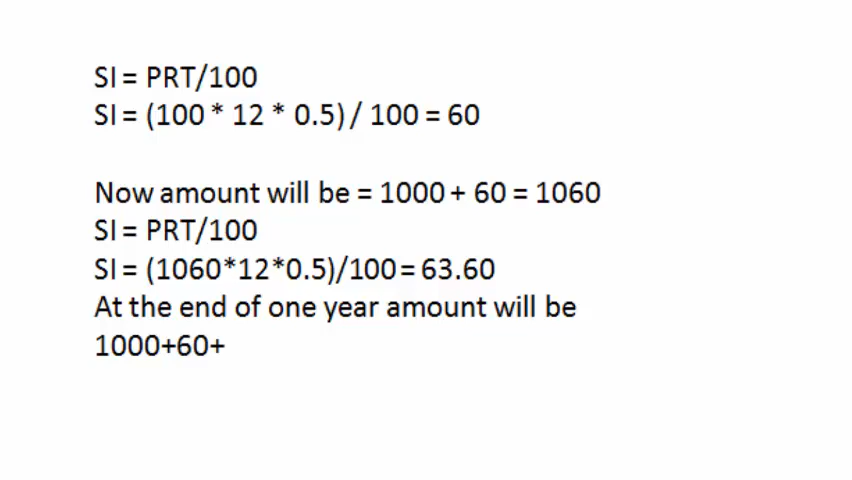 SI = PRT/100
SI = (100 * 12 * 0.5) / 100 = 60
Now amount will be = 1000 + 60 = 1060
SI = PRT/100
SI = (1060*12*0.5)/100 = 63.60
At the end of one year amount will be
1000+60+